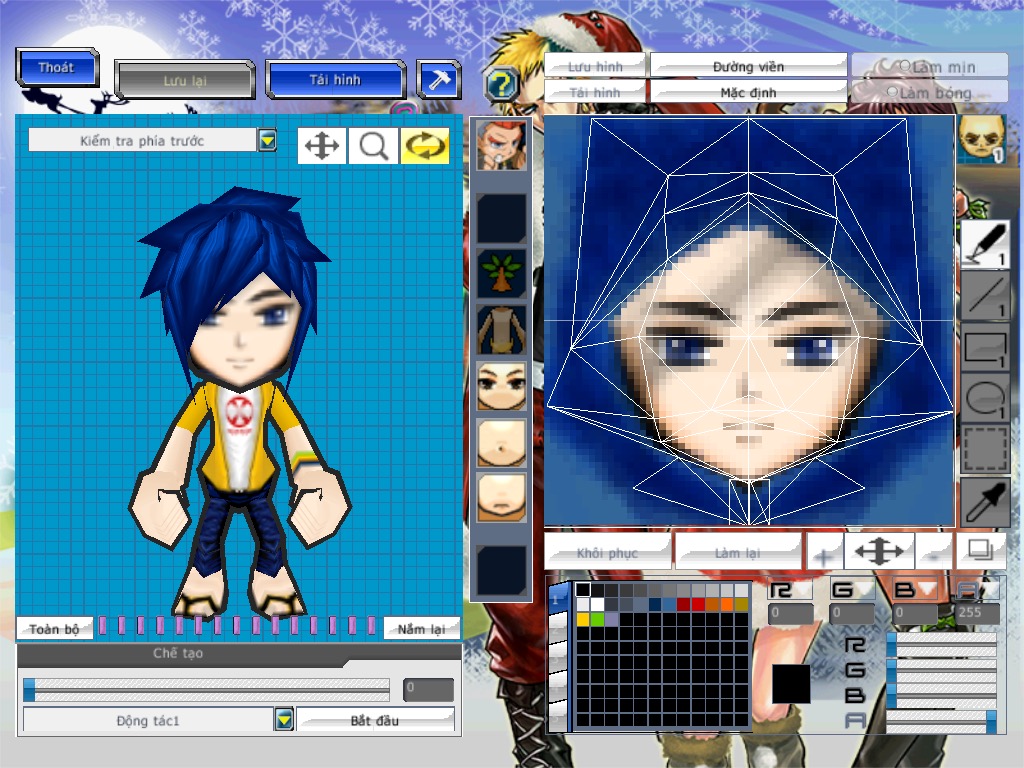 Thoát
Lưu lại
Tải hình
?
Lưu hình
Đường viền
Làm mịn
Tải hình
Mặc định
Làm bóng
Kiểm tra phía trước
1
1
1
1
1
Toàn bộ
Nắm lại
Khôi phục
Làm lại
Chế tạo
0
Động tác1
Bắt đầu
1
R G B A
0 0 0 255
R
G
B
A